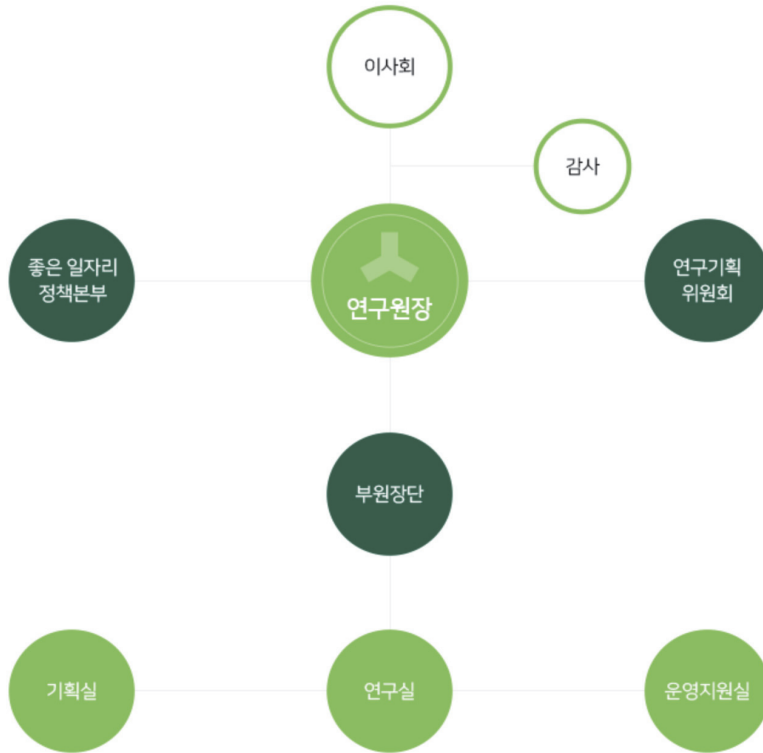 이사회
감사
좋은 일자리
정책본부
연구원장
연구기획
위원회
부원장단
기획실
연구실
운영지원실